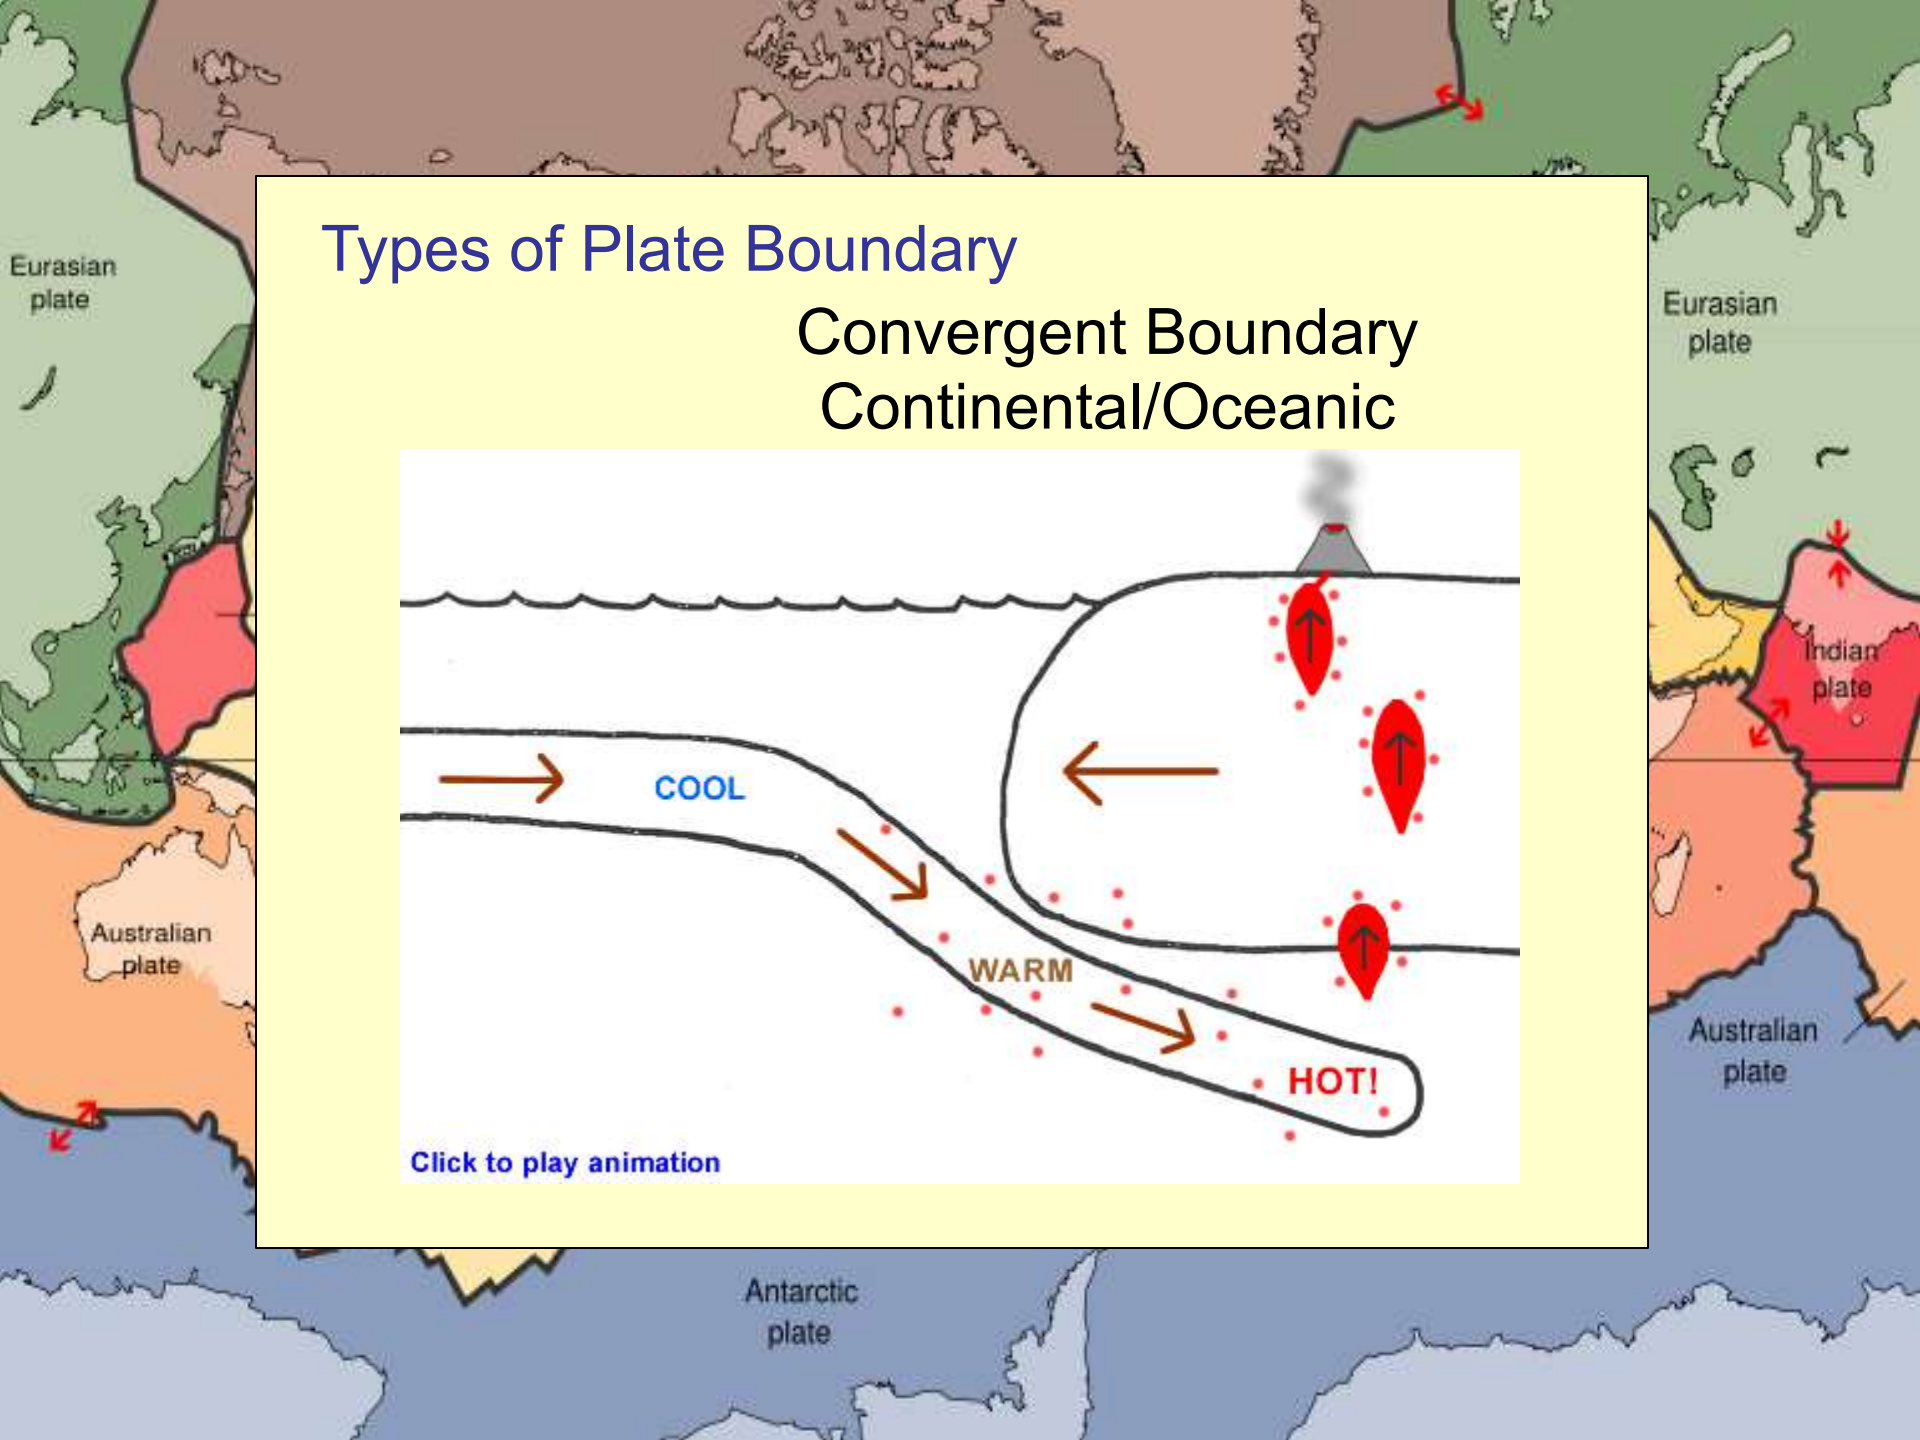 Types of Plate Boundary
Convergent Boundary
Continental/Oceanic
COOL
WARM
HOT!
Click to play animation
Eurasian
plate
Eurasian
plate
Indian
plate
Australian
plate
Australian
plate
Antarctic
plate